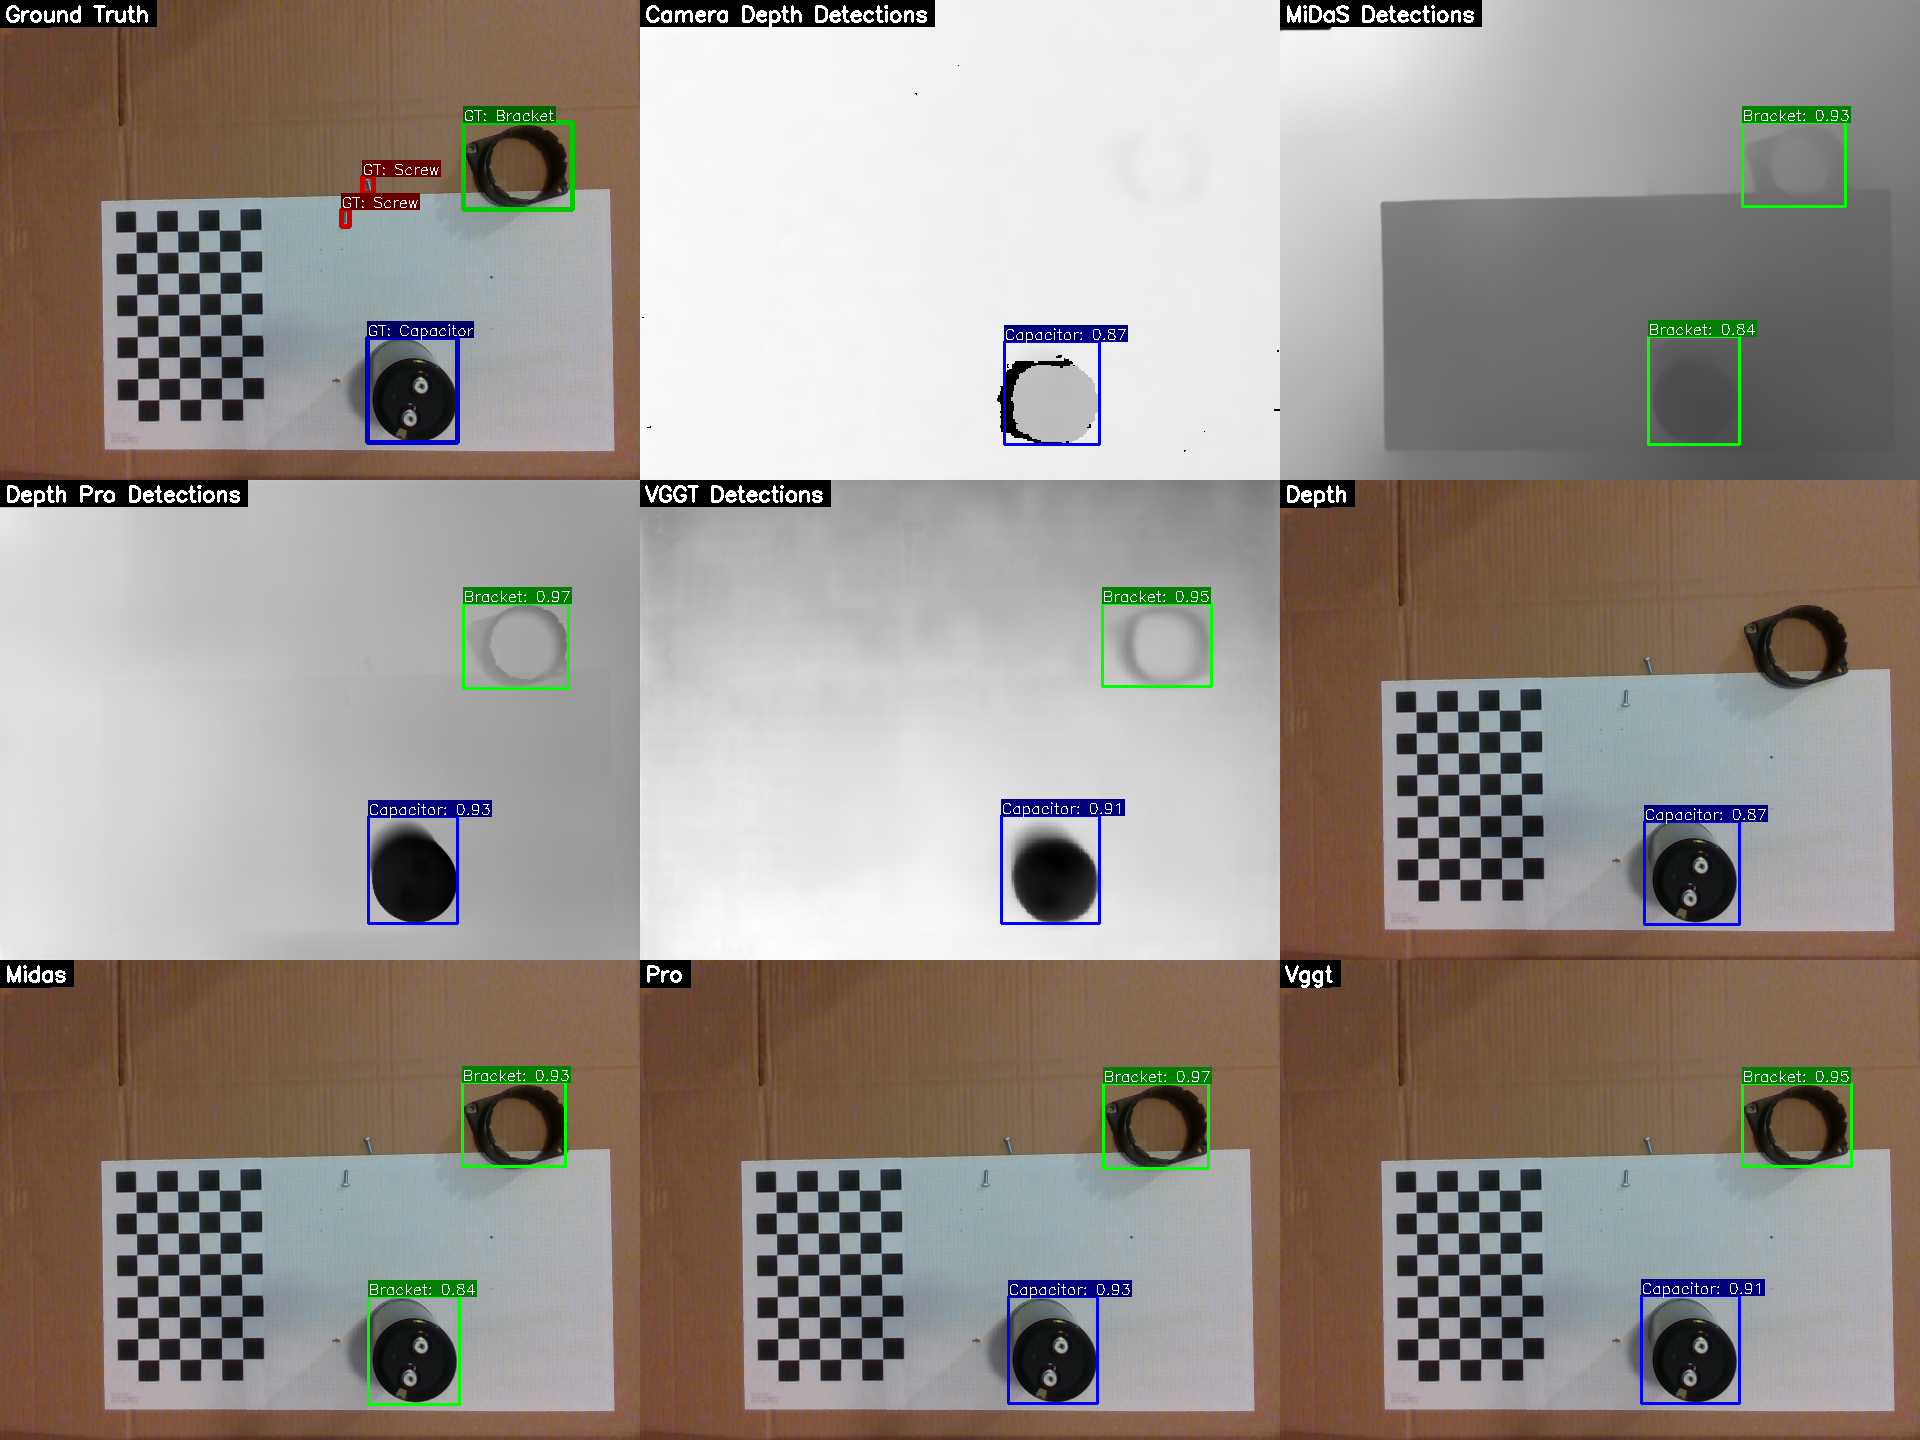 Ground Truth
GT: Bracket
GT: Screw
GT: Screw
GT: Capacitor
Camera Depth Detections
Capacitor: 0.87
MiDaS Detections
Bracket: 0.93
Bracket: 0.84
Depth Pro Detections
Bracket: 0.97
Capacitor: 0.93
VGGT Detections
Bracket: 0.95
Capacitor: 0.91
Depth
Capacitor: 0.87
Midas
Bracket: 0.93
Bracket: 0.84
Pro
Bracket: 0.97
Capacitor: 0.93
Vggt
Bracket: 0.95
Capacitor: 0.91